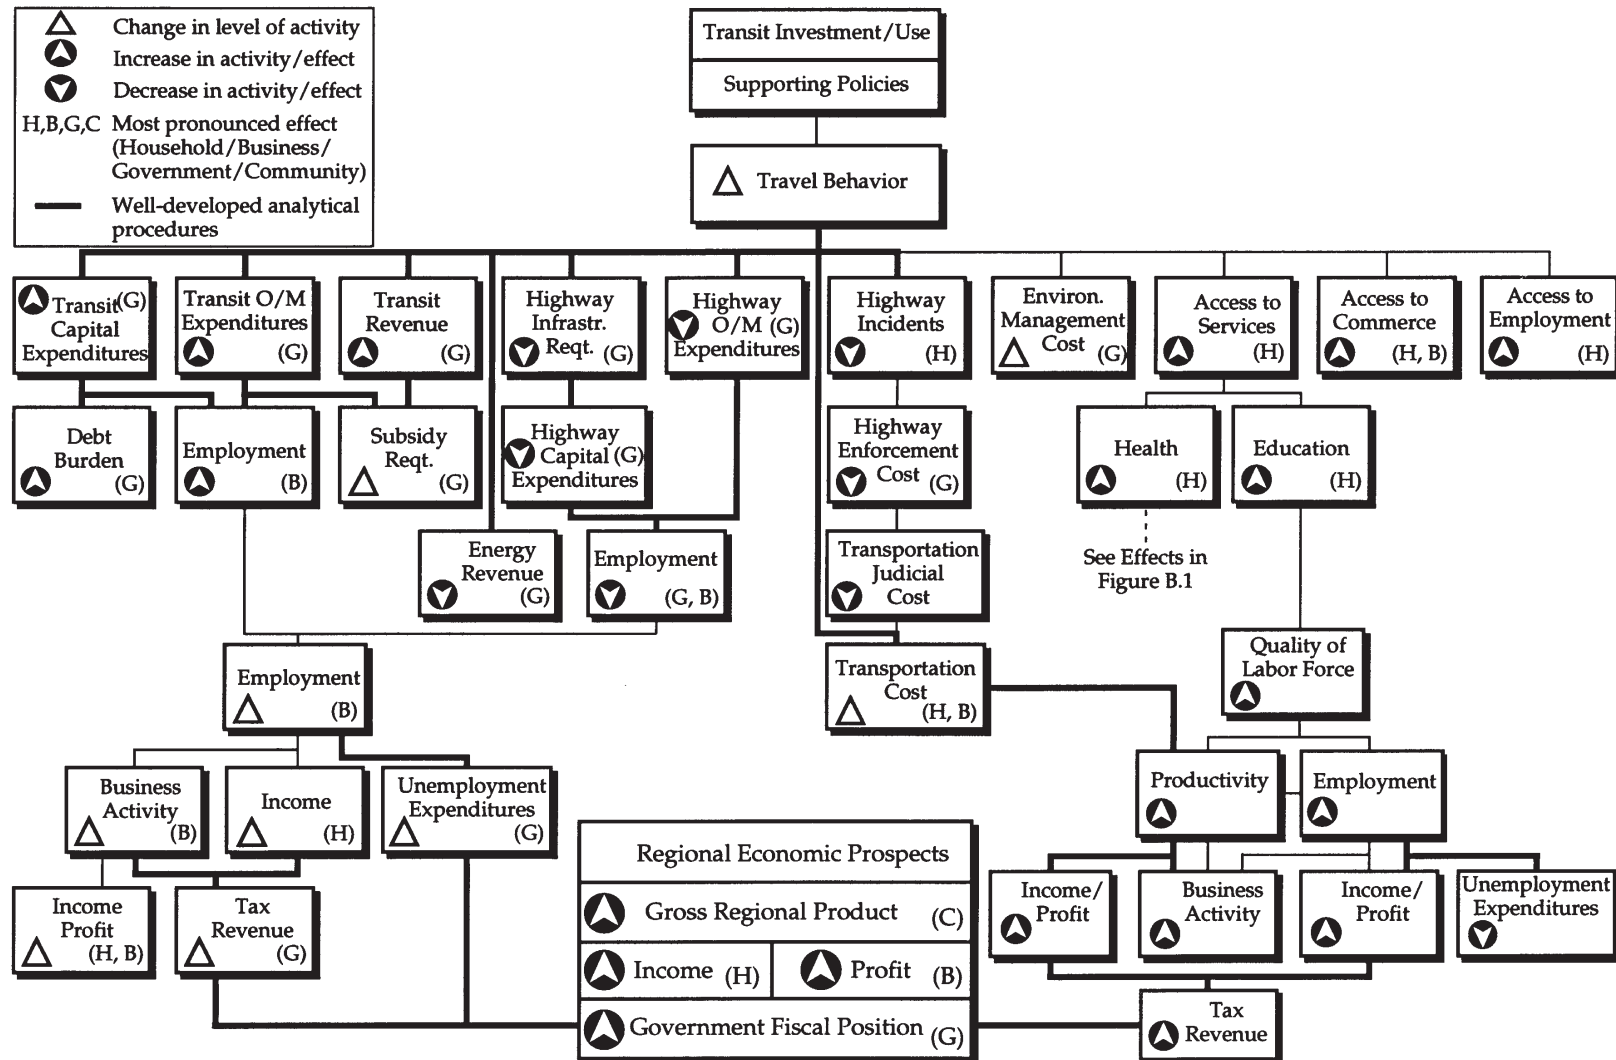 Change in level of activity
Increase in activity/effect
Decrease in activity/effect
H,B,G,C Most pronounced effect
(Household/Business/
Government/Community)
Well-developed analytical
procedures
Transit Investment/Use
Supporting Policies
Travel Behavior
Transit (G)
Capital
Expenditures
Transit O/M
Expenditures
(G)
Transit
Revenue
(G)
Highway
Infrastr.
Reqt. (G)
Highway
O/M (G)
Expenditures
Highway
Incidents
(H)
Environ.
Management
Cost
(G)
Access to
Services
(H)
Access to
Commerce
(H, B)
Access to
Employment
(H)
Debt
Burden
(G)
Employment
(B)
Subsidy
Reqt.
(G)
Highway
Capital (G)
Expenditures
Highway
Enforcement
Cost
(G)
Health
(H)
Education
(H)
Energy
Revenue
(G)
Employment
(G, B)
Transportation
Judicial
Cost
See Effects in
Figure B.1
Employment
(B)
Transportation
Cost
(H, B)
Quality of
Labor Force
Business
Activity
(B)
Income
(H)
Unemployment
Expenditures
(G)
Productivity
Employment
Income
Profit
(H, B)
Tax
Revenue
(G)
Regional Economic Prospects
Gross Regional Product (C)
Income (H)
Profit (B)
Government Fiscal Position (G)
Income/
Profit
Business
Activity
Income/
Profit
Unemployment
Expenditures
Tax
Revenue